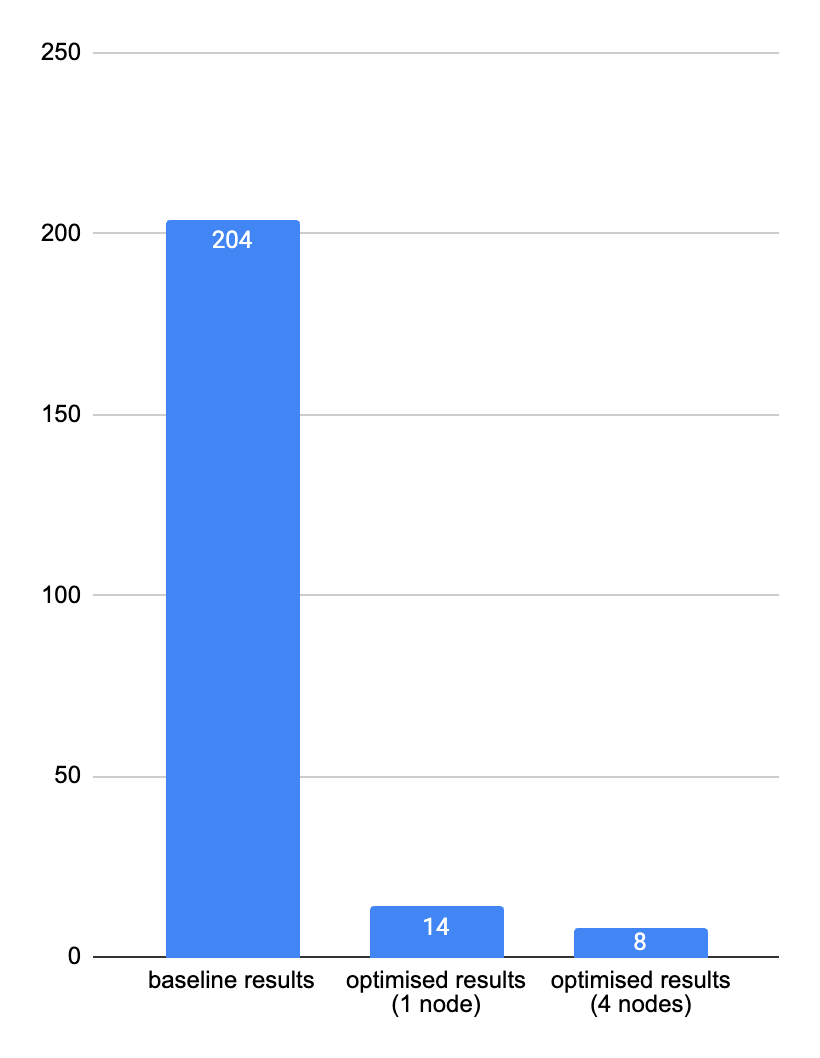 250
200
150
100
50
0
204
14
8
baseline results
optimised results
(1 node)
optimised results
(4 nodes)